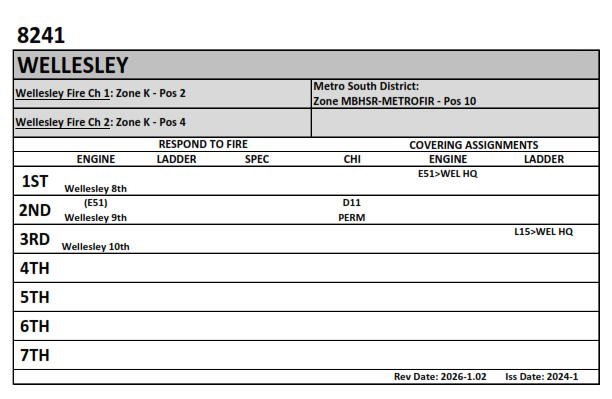 8241
WELLESLEY
Wellesley Fire Ch 1: Zone K - Pos 2
Metro South District:
Zone MBHSR-METROFIR - Pos 10
Wellesley Fire Ch 2: Zone K - Pos 4
RESPOND TO FIRE COVERING ASSIGNMENTS
ENGINE LADDER SPEC CHI ENGINE LADDER
1ST E51>WEL HQ
Wellesley 8th
2ND (E51) D11
Wellesley 9th PERM
3RD L15>WEL HQ
Wellesley 10th
4TH
5TH
6TH
7TH
Rev Date: 2026-1.02 Iss Date: 2024-1